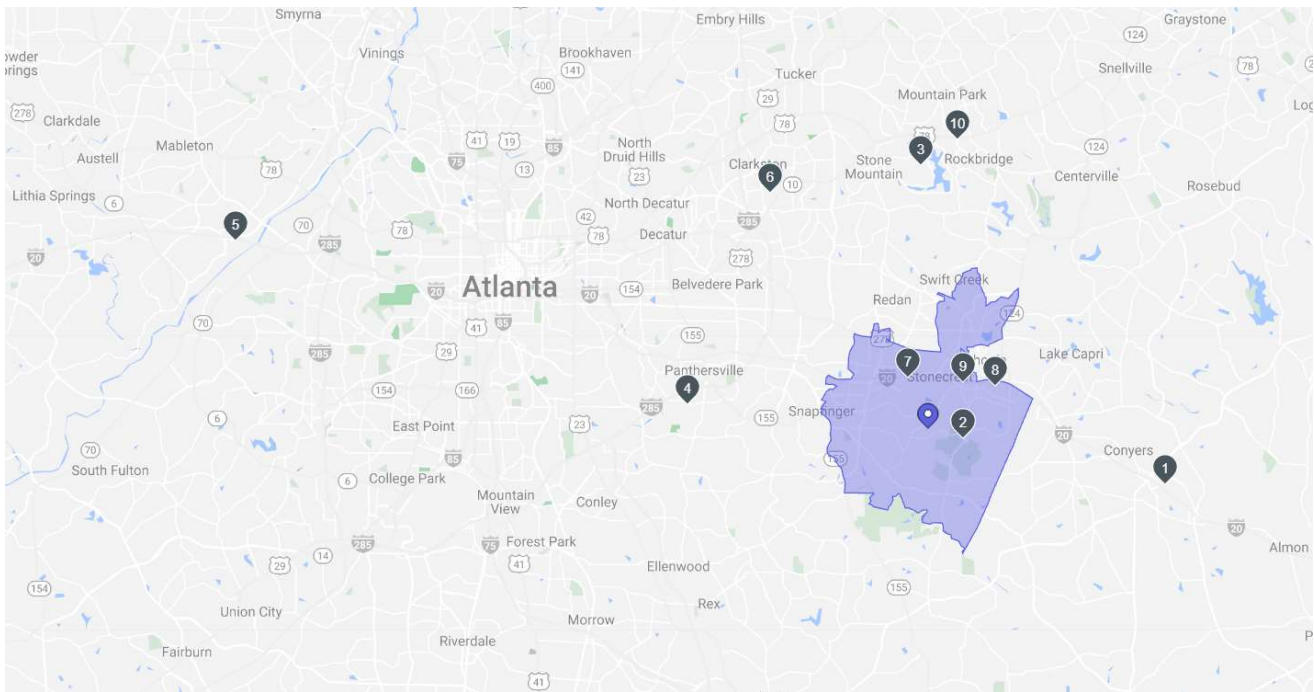 Smyrna
Embry Hills
Graystone
124
Vinings
Brookhaven
141
Snellville
78
400
Tucker
29
78
Mountain Park
278
Clarkdale
Mableton
Austell
78
41
19
85
75
13
North
Druid Hills
23
Clarkston
6
10
10
78
3
Stone
Mountain
Rockbridge
124
Centerville
Rosebud
Lithia Springs
6
5
70
285
78
42
78
North Decatur
Decatur
285
278
20
Atlanta
20
85
20
154
Belvedere Park
Swift Creek
Redan
124
278
70
41
29
285
155
Panthersville
4
285
7
20
9
8
Lake Capri
154
166
6
East Point
23
155
Snapfinger
2
20
Conyers
1
70
South Fulton
6
College Park
85
155
Mountain
View
Conley
20
Almon
285
14
29
75
Forest Park
41
Ellenwood
154
155
Union City
Rex
Morrow
Riverdale
Fairburn
41